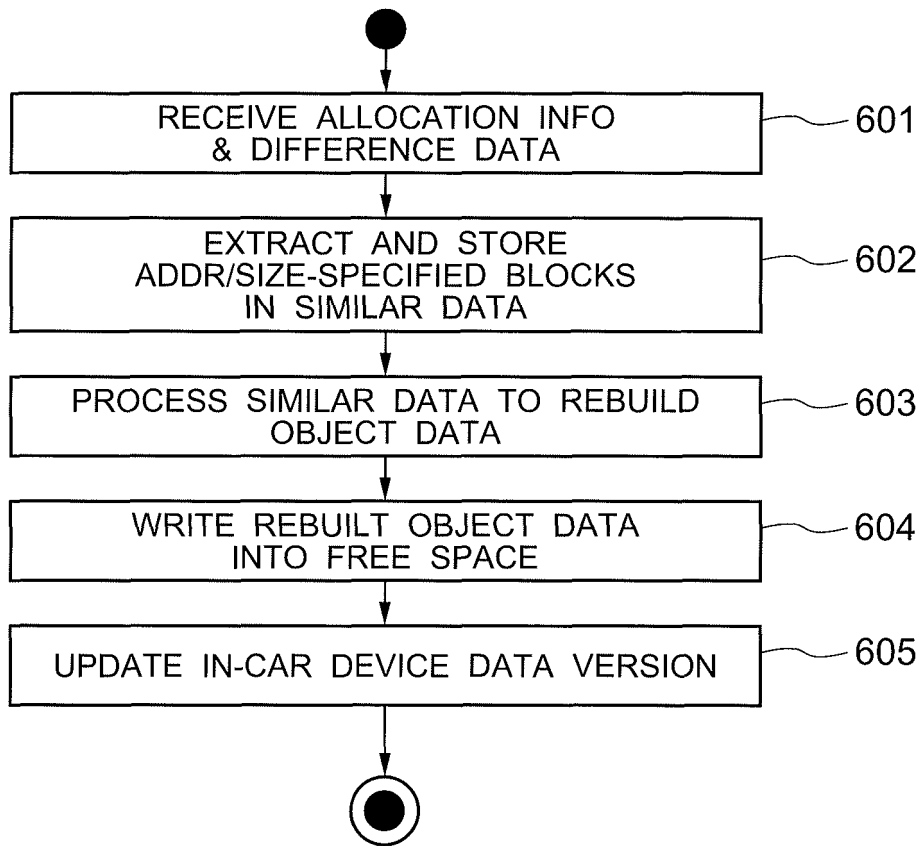 RECEIVE ALLOCATION INFO
& DIFFERENCE DATA
601
EXTRACT AND STORE
ADDR/SIZE-SPECIFIED BLOCKS
IN SIMILAR DATA
602
PROCESS SIMILAR DATA TO REBUILD
OBJECT DATA
603
WRITE REBUILT OBJECT DATA
INTO FREE SPACE
604
UPDATE IN-CAR DEVICE DATA VERSION
605